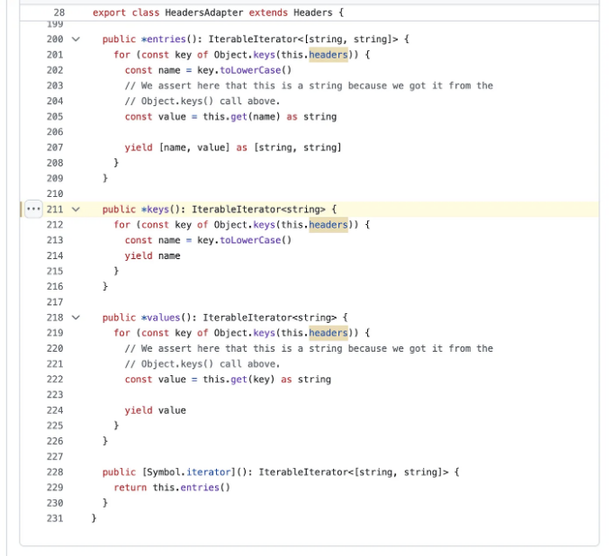 28 export class HeadersAdapter extends Headers {
199
200 public *entries(): IterableIterator<[string, string]> {
201 for (const key of Object.keys(this.headers)) {
202 const name = key.toLowerCase()
203 // We assert here that this is a string because we got it from the
204 // Object.keys() call above.
205 const value = this.get(name) as string
206
207 yield [name, value] as [string, string]
208 }
209 }
210
211 public *keys(): IterableIterator<string> {
212 for (const key of Object.keys(this.headers)) {
213 const name = key.toLowerCase()
214 yield name
215 }
216 }
217
218 public *values(): IterableIterator<string> {
219 for (const key of Object.keys(this.headers)) {
220 // We assert here that this is a string because we got it from the
221 // Object.keys() call above.
222 const value = this.get(key) as string
223
224 yield value
225 }
226 }
227
228 public [Symbol.iterator](): IterableIterator<[string, string]> {
229 return this.entries()
230 }
231 }